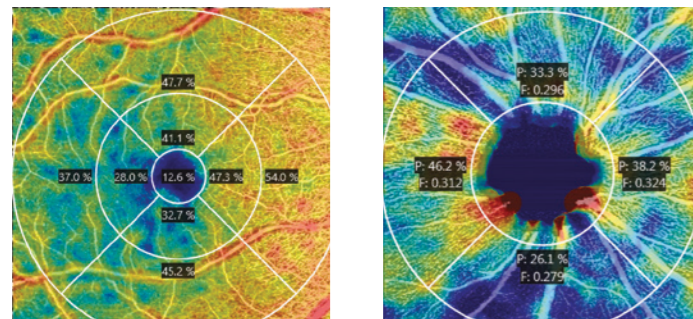 47.7 %
41.1 %
37.0 % 28.0 % 12.6 % 47.3 % 54.0 %
32.7 %
45.2 %
P: 33.3 %
F: 0.296
P: 46.2 %
F: 0.312
P: 38.2 %
F: 0.324
P: 26.1 %
F: 0.279